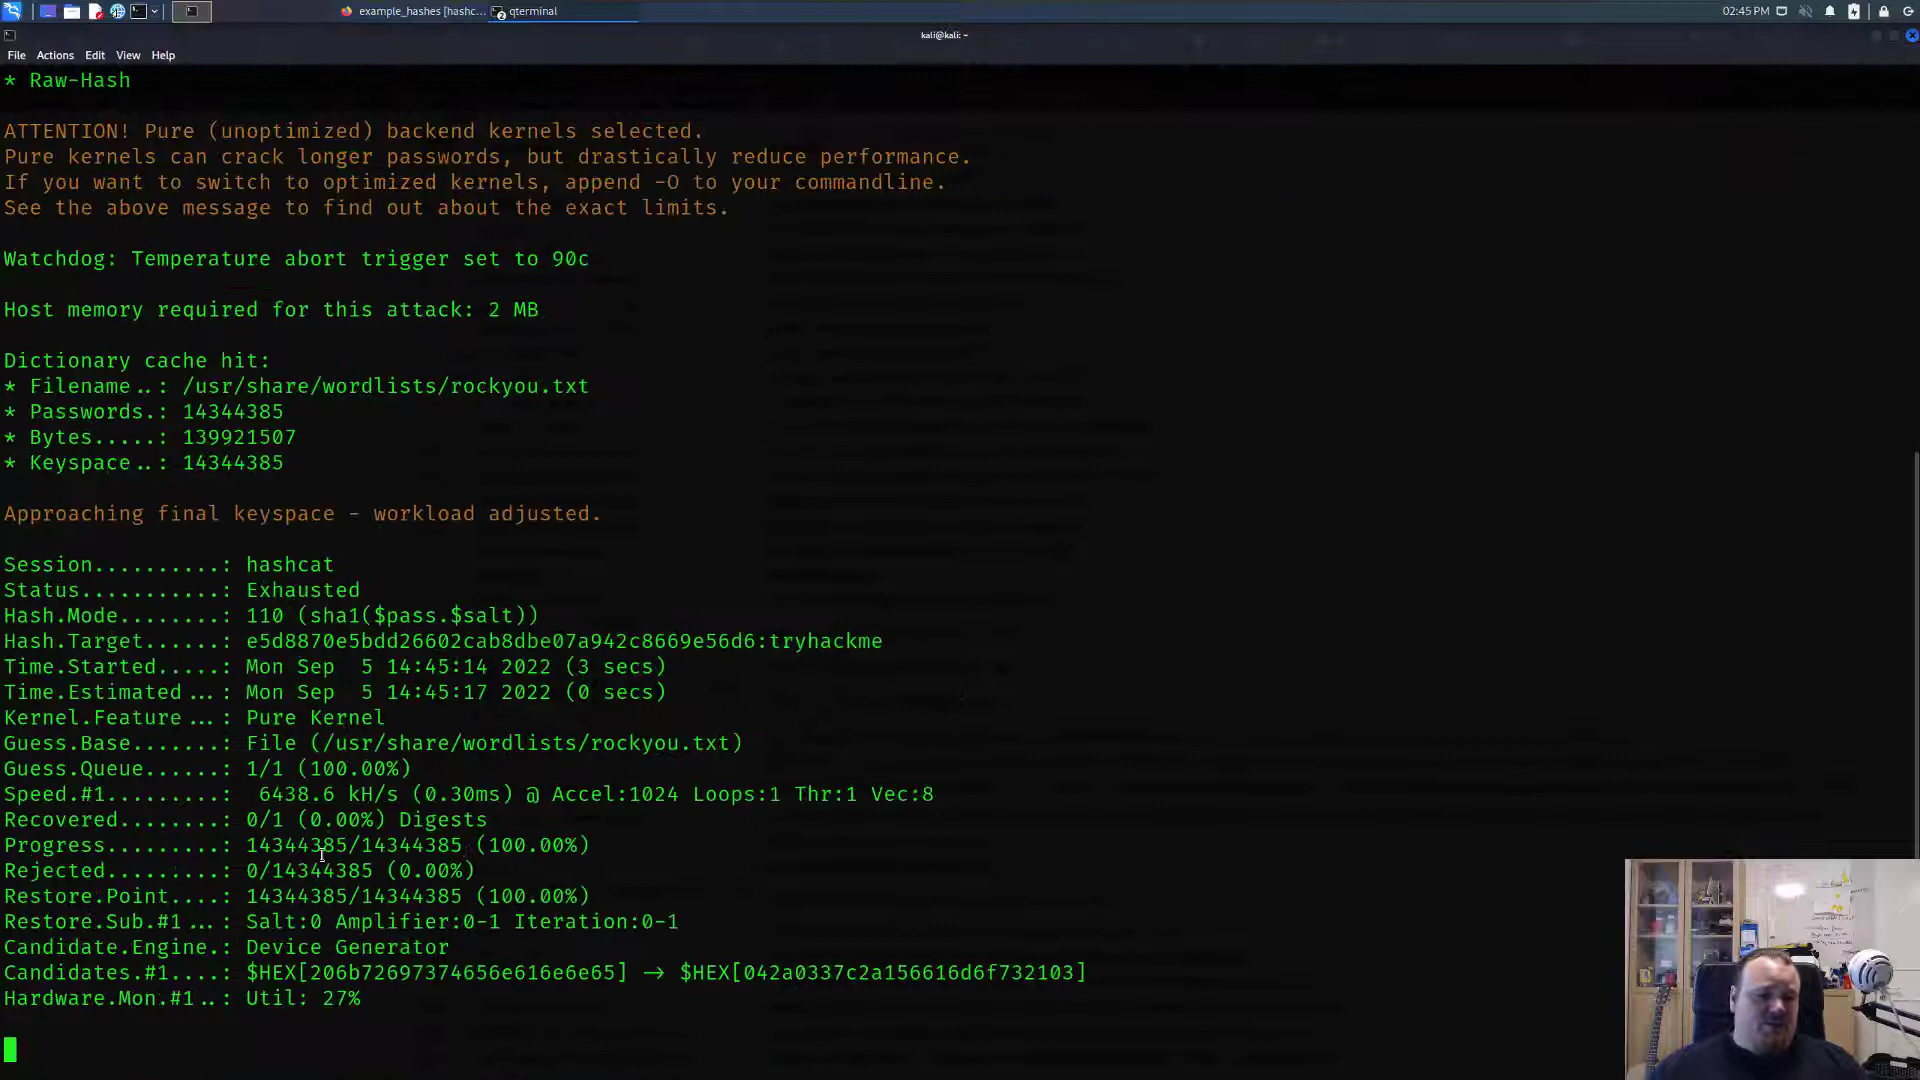 example_hashes [hashc...
qterminal
02:45 PM
kali@kali: ~
File Actions Edit View Help
* Raw-Hash
ATTENTION! Pure (unoptimized) backend kernels selected.
Pure kernels can crack longer passwords, but drastically reduce performance.
If you want to switch to optimized kernels, append -O to your commandline.
See the above message to find out about the exact limits.
Watchdog: Temperature abort trigger set to 90c
Host memory required for this attack: 2 MB
Dictionary cache hit:
* Filename..: /usr/share/wordlists/rockyou.txt
* Passwords.: 14344385
* Bytes.....: 139921507
* Keyspace..: 14344385
Approaching final keyspace - workload adjusted.
Session..........: hashcat
Status...........: Exhausted
Hash.Mode........: 110 (sha1($pass.$salt))
Hash.Target......: e5d8870e5bdd26602cab8dbe07a942c8669e56d6:tryhackme
Time.Started.....: Mon Sep  5 14:45:14 2022 (3 secs)
Time.Estimated...: Mon Sep  5 14:45:17 2022 (0 secs)
Kernel.Feature...: Pure Kernel
Guess.Base.......: File (/usr/share/wordlists/rockyou.txt)
Guess.Queue......: 1/1 (100.00%)
Speed.#1.........:  6438.6 kH/s (0.30ms) @ Accel:1024 Loops:1 Thr:1 Vec:8
Recovered........: 0/1 (0.00%) Digests
Progress.........: 14344385/14344385 (100.00%)
Rejected.........: 0/14344385 (0.00%)
Restore.Point....: 14344385/14344385 (100.00%)
Restore.Sub.#1...: Salt:0 Amplifier:0-1 Iteration:0-1
Candidate.Engine.: Device Generator
Candidates.#1....: $HEX[206b72697374656e616e6e65] -> $HEX[042a0337c2a156616d6f732103]
Hardware.Mon.#1..: Util: 27%